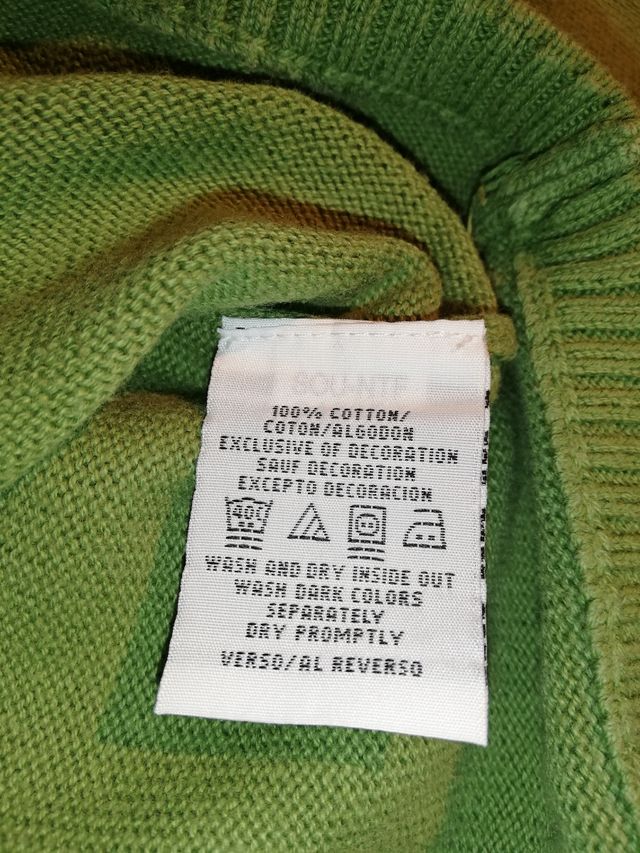 100% COTTON/
COTON/ALGODON
EXCLUSIVE OF DECORATION
SAUF DECORATION
EXCEPTO DECORACION
40
WASH AND DRY INSIDE OUT
WASH DARK COLORS
SEPARATELY
DRY PROMPTLY
VERSO/AL REVERSO